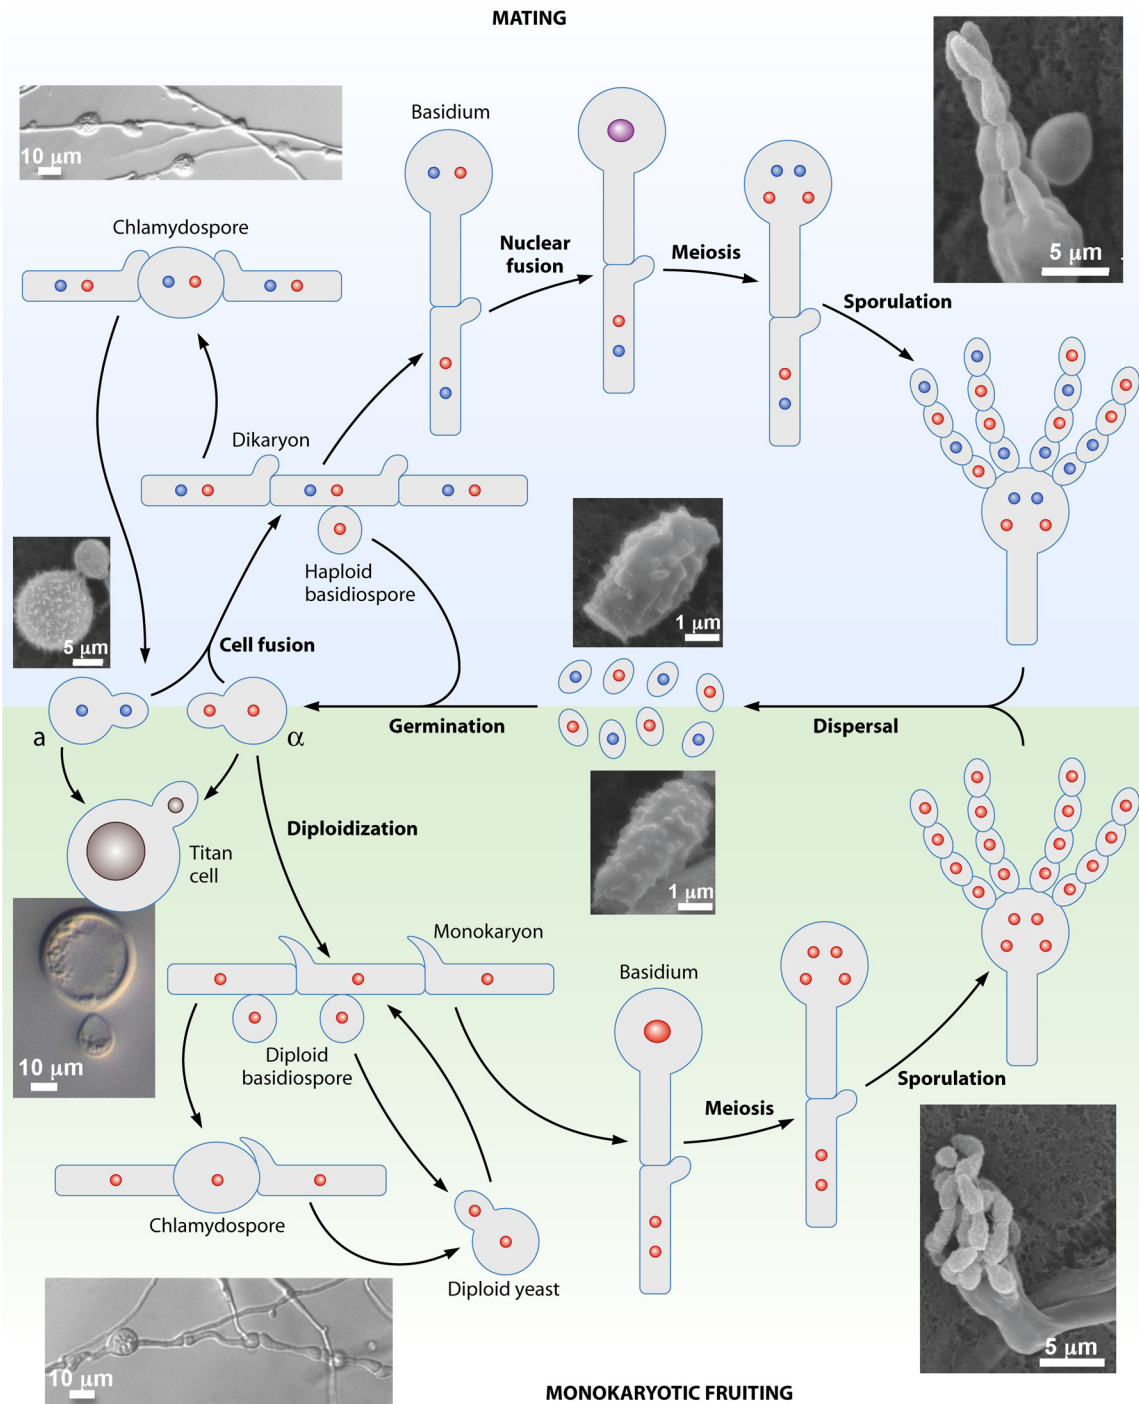 MATING
10 μm
Basidium
Chlamydospore
Nuclear
fusion
Meiosis
5 μm
Sporulation
Dikaryon
Haploid
basidiospore
1 μm
5 μm
Cell fusion
a
α
Germination
Dispersal
Diploidization
Titan
cell
1 μm
Monokaryon
Basidium
10 μm
Diploid
basidiospore
Meiosis
Sporulation
Chlamydospore
Diploid yeast
5 μm
10 μm
MONOKARYOTIC FRUITING